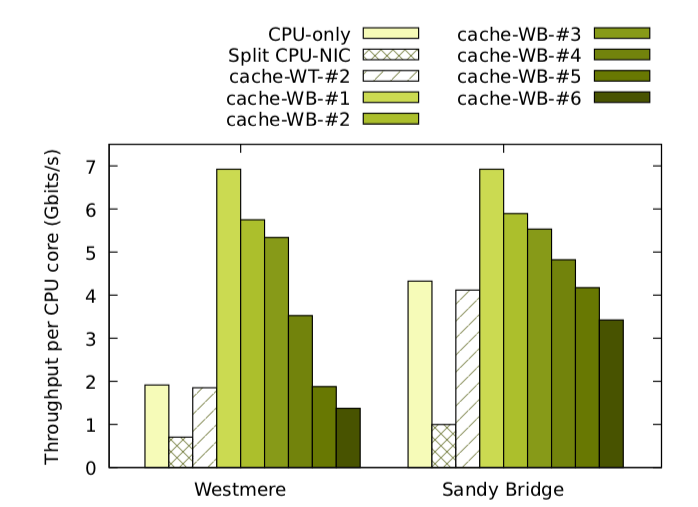 CPU-only
Split CPU-NIC
cache-WT-#2
cache-WB-#1
cache-WB-#2
cache-WB-#3
cache-WB-#4
cache-WB-#5
cache-WB-#6
Throughput per CPU core (Gbits/s)
7
6
5
4
3
2
1
0
Westmere
Sandy Bridge